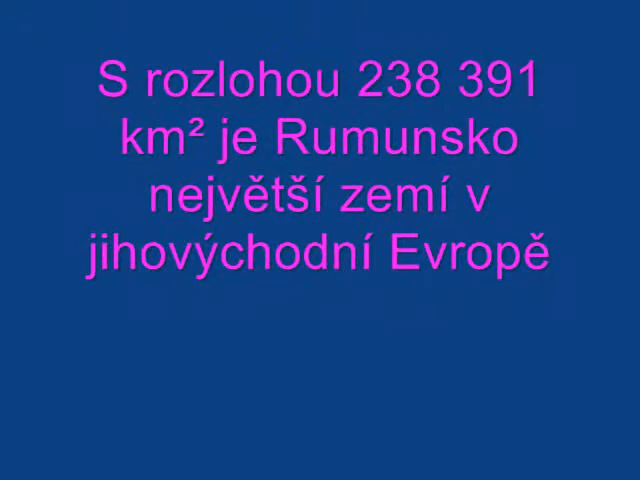 S rozlohou 238 391
km² je Rumunsko
největší zemí v
jihovýchodní Evropě